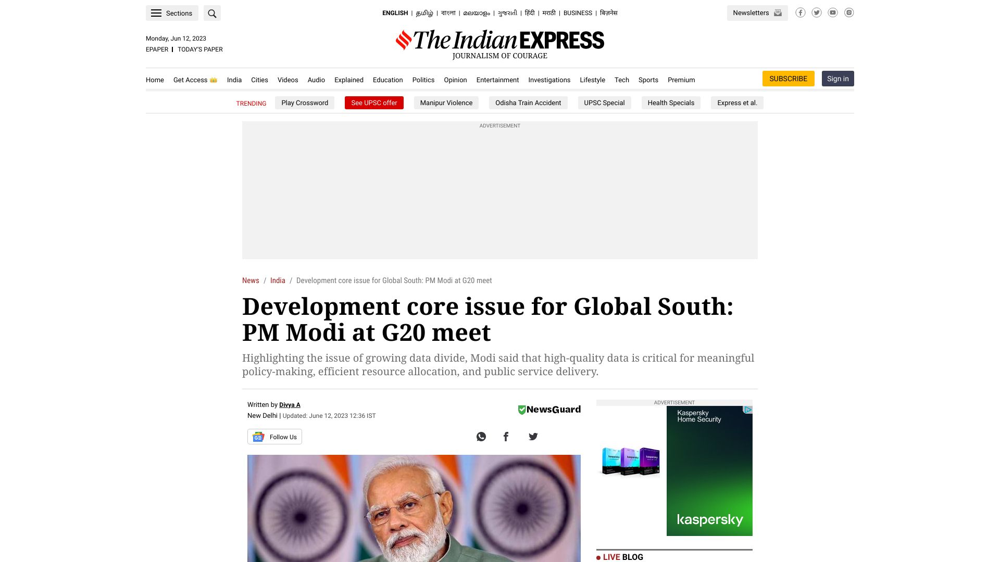 Sections
ENGLISH | தமிழ் | বাংলা | മലയാളം | ગુજરાતી | हिंदी | मराठी | BUSINESS | बिज़नेस
Newsletters
Monday, Jun 12, 2023
EPAPER | TODAY'S PAPER
The Indian EXPRESS
JOURNALISM OF COURAGE
Home Get Access India Cities Videos Audio Explained Education Politics Opinion Entertainment Investigations Lifestyle Tech Sports Premium
SUBSCRIBE
Sign in
TRENDING Play Crossword See UPSC offer Manipur Violence Odisha Train Accident UPSC Special Health Specials Express et al.
ADVERTISEMENT
News / India / Development core issue for Global South: PM Modi at G20 meet
Development core issue for Global South:
PM Modi at G20 meet
Highlighting the issue of growing data divide, Modi said that high-quality data is critical for meaningful
policy-making, efficient resource allocation, and public service delivery.
Written by Divya A
New Delhi | Updated: June 12, 2023 12:36 IST
NewsGuard
GE Follow Us
ADVERTISEMENT
Kaspersky
Home Security
kaspersky kaspersky kaspersky
kaspersky
LIVE BLOG